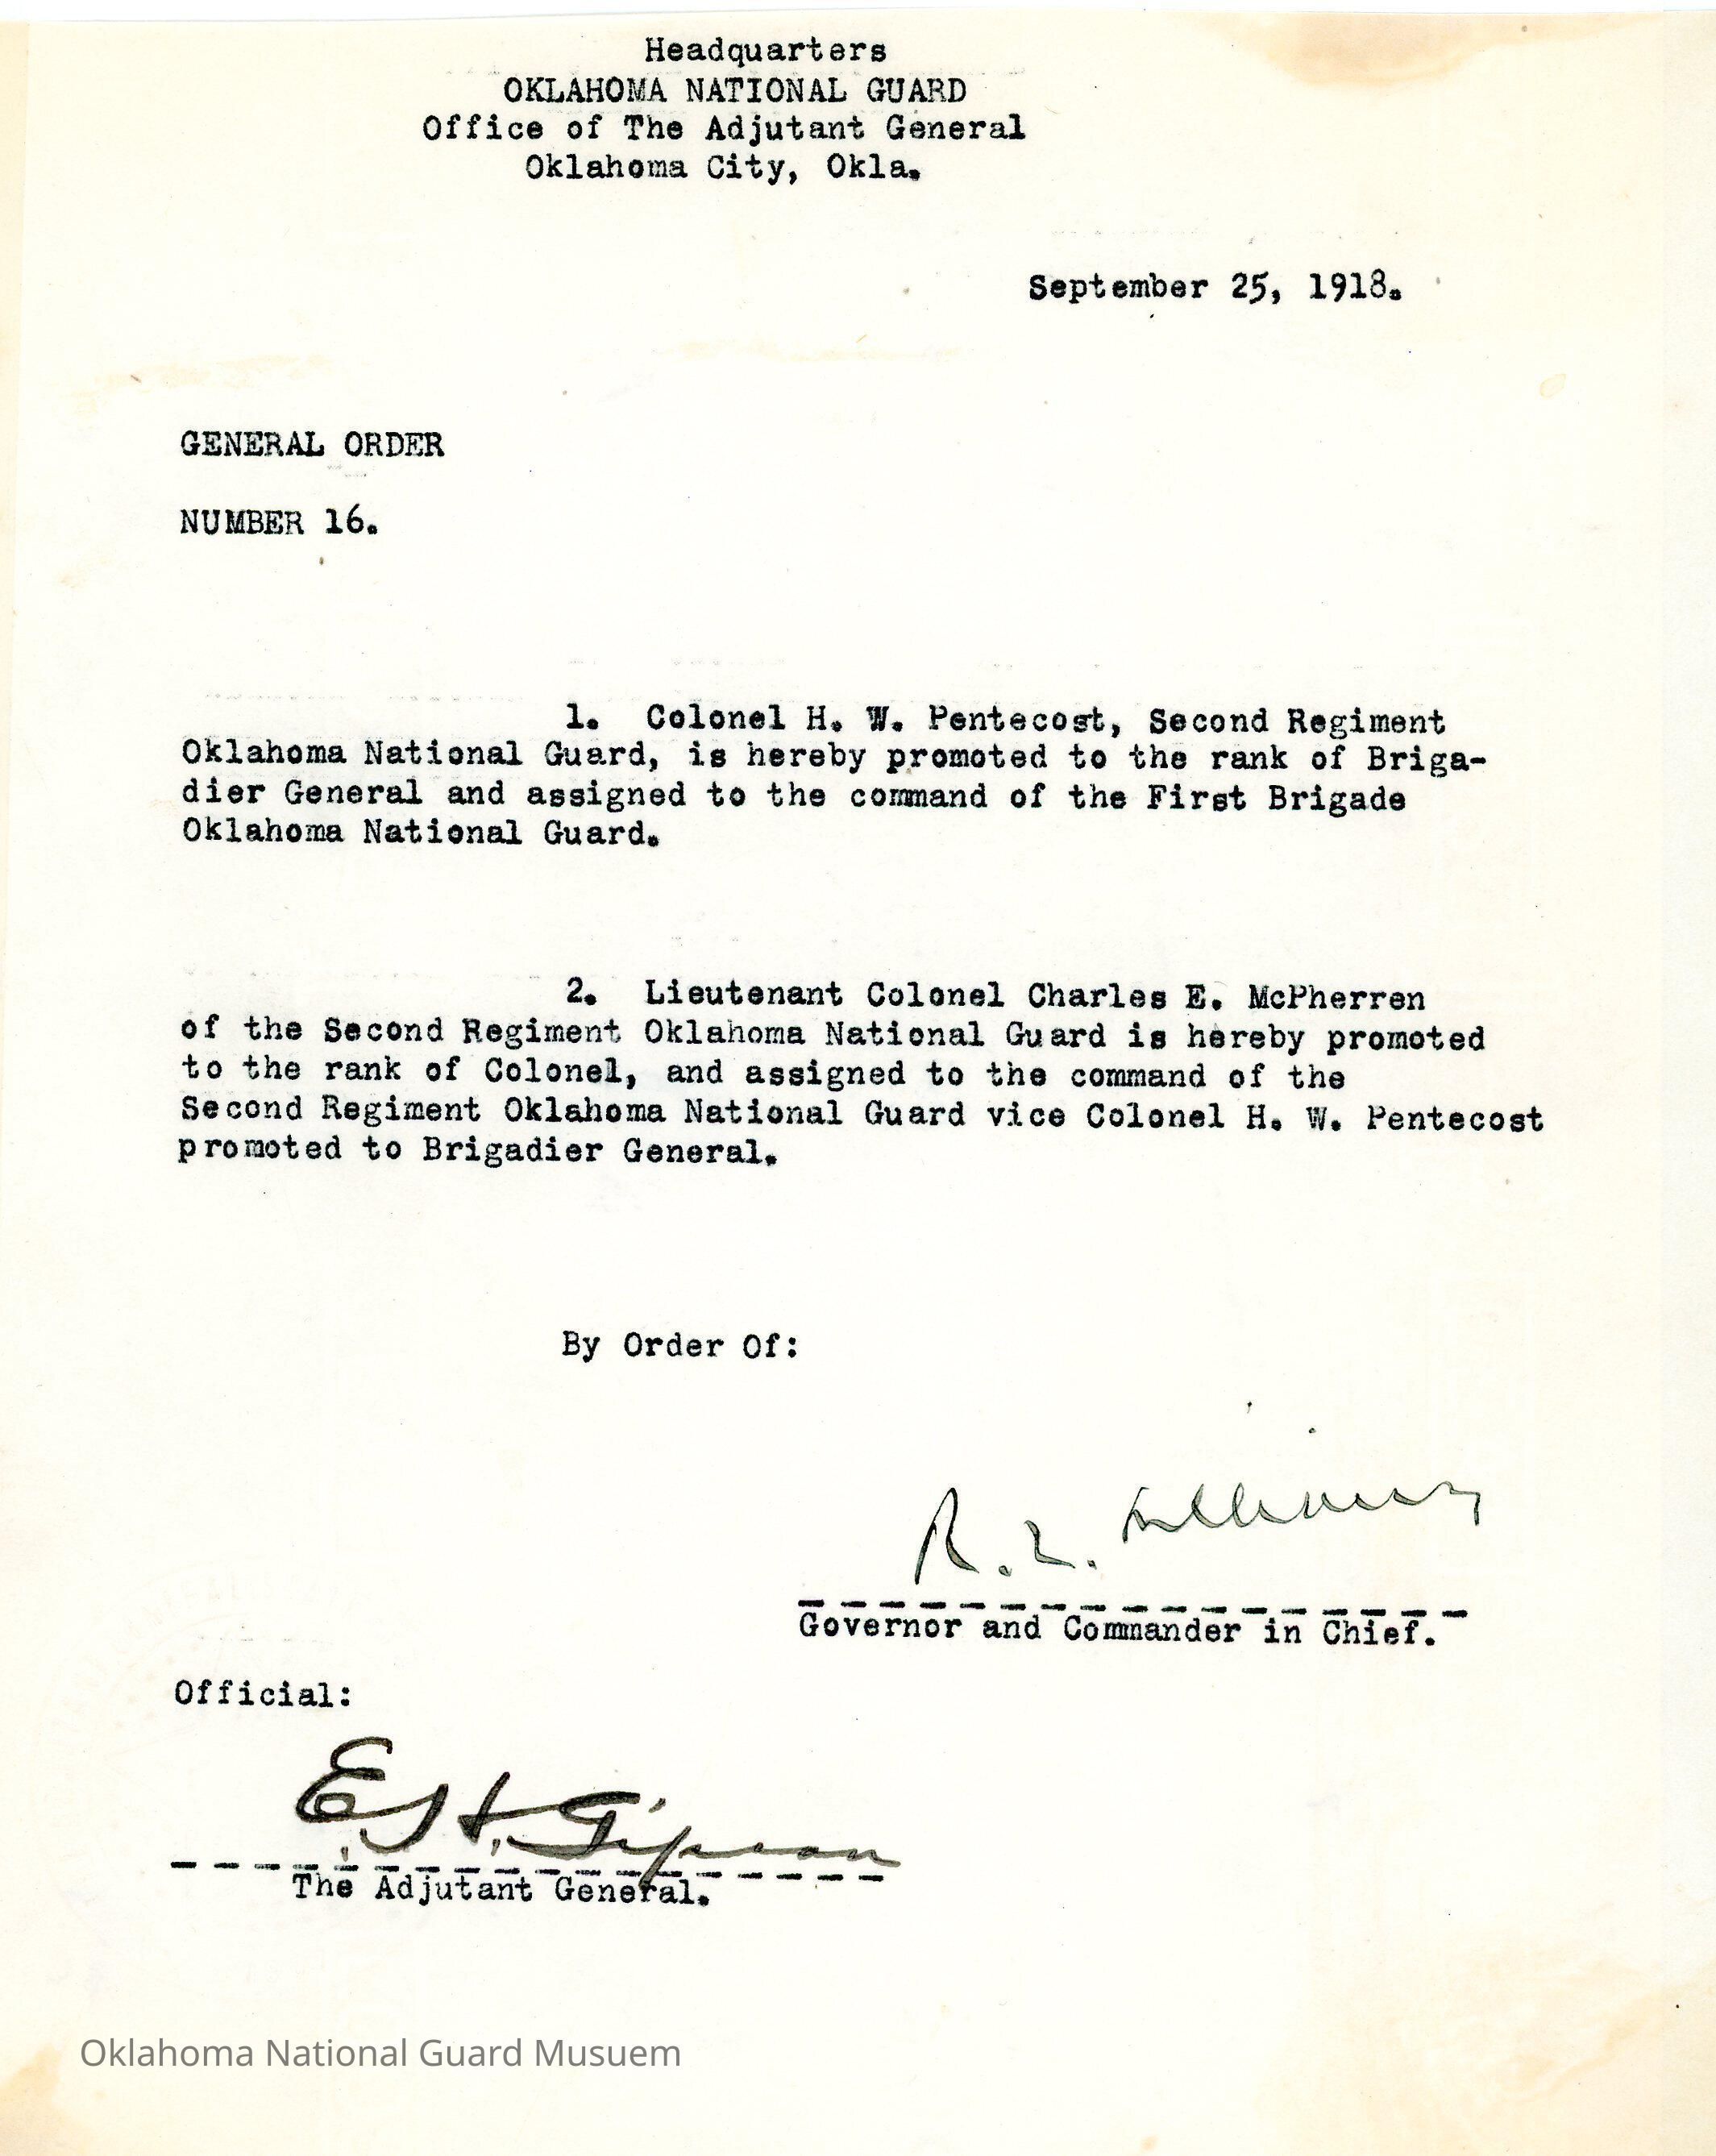 Headquarters
OKLAHOMA NATIONAL GUARD
Office of The Adjutant General
Oklahoma City, Okla.
September 25, 1918.
GENERAL ORDER
NUMBER 16.
1. Colonel H. W. Pentecost, Second Regiment
Oklahoma National Guard, is hereby promoted to the rank of Briga-
dier General and assigned to the command of the First Brigade
Oklahoma National Guard.
2. Lieutenant Colonel Charles E. McPherren
of the Second Regiment Oklahoma National Guard is hereby promoted
to the rank of Colonel, and assigned to the command of the
Second Regiment Oklahoma National Guard vice Colonel H. W. Pentecost
promoted to Brigadier General.
By Order Of:
R. L. Williams
Governor and Commander in Chief.
Official:
E. H. Gipson
The Adjutant General.
Oklahoma National Guard Musuem